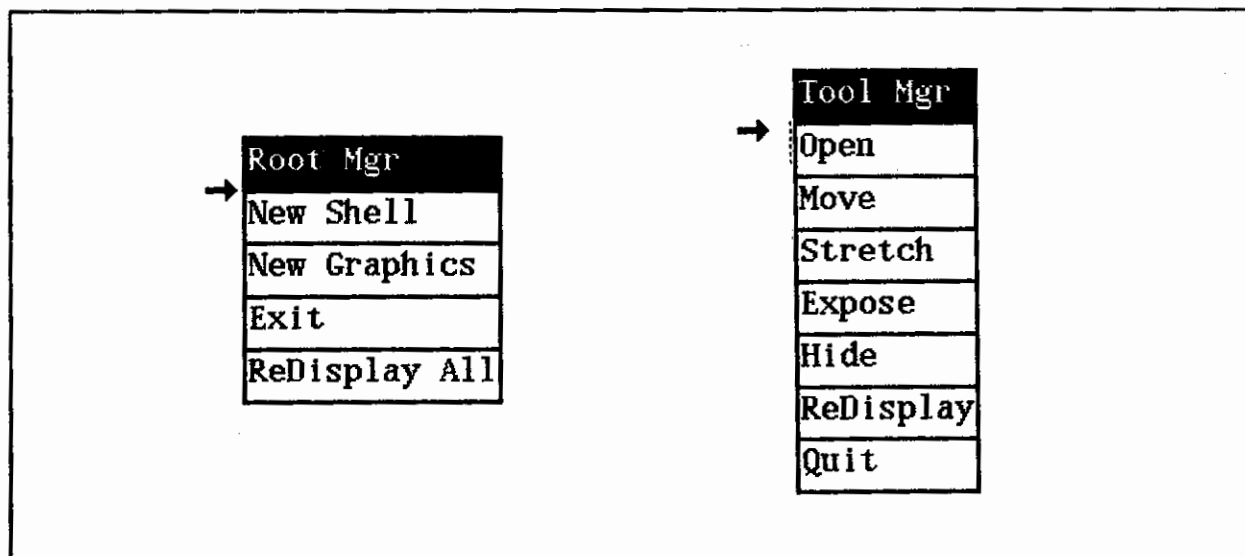 Root Mgr
New Shell
New Graphics
Exit
ReDisplay All
Tool Mgr
Open
Move
Stretch
Expose
Hide
ReDisplay
Quit